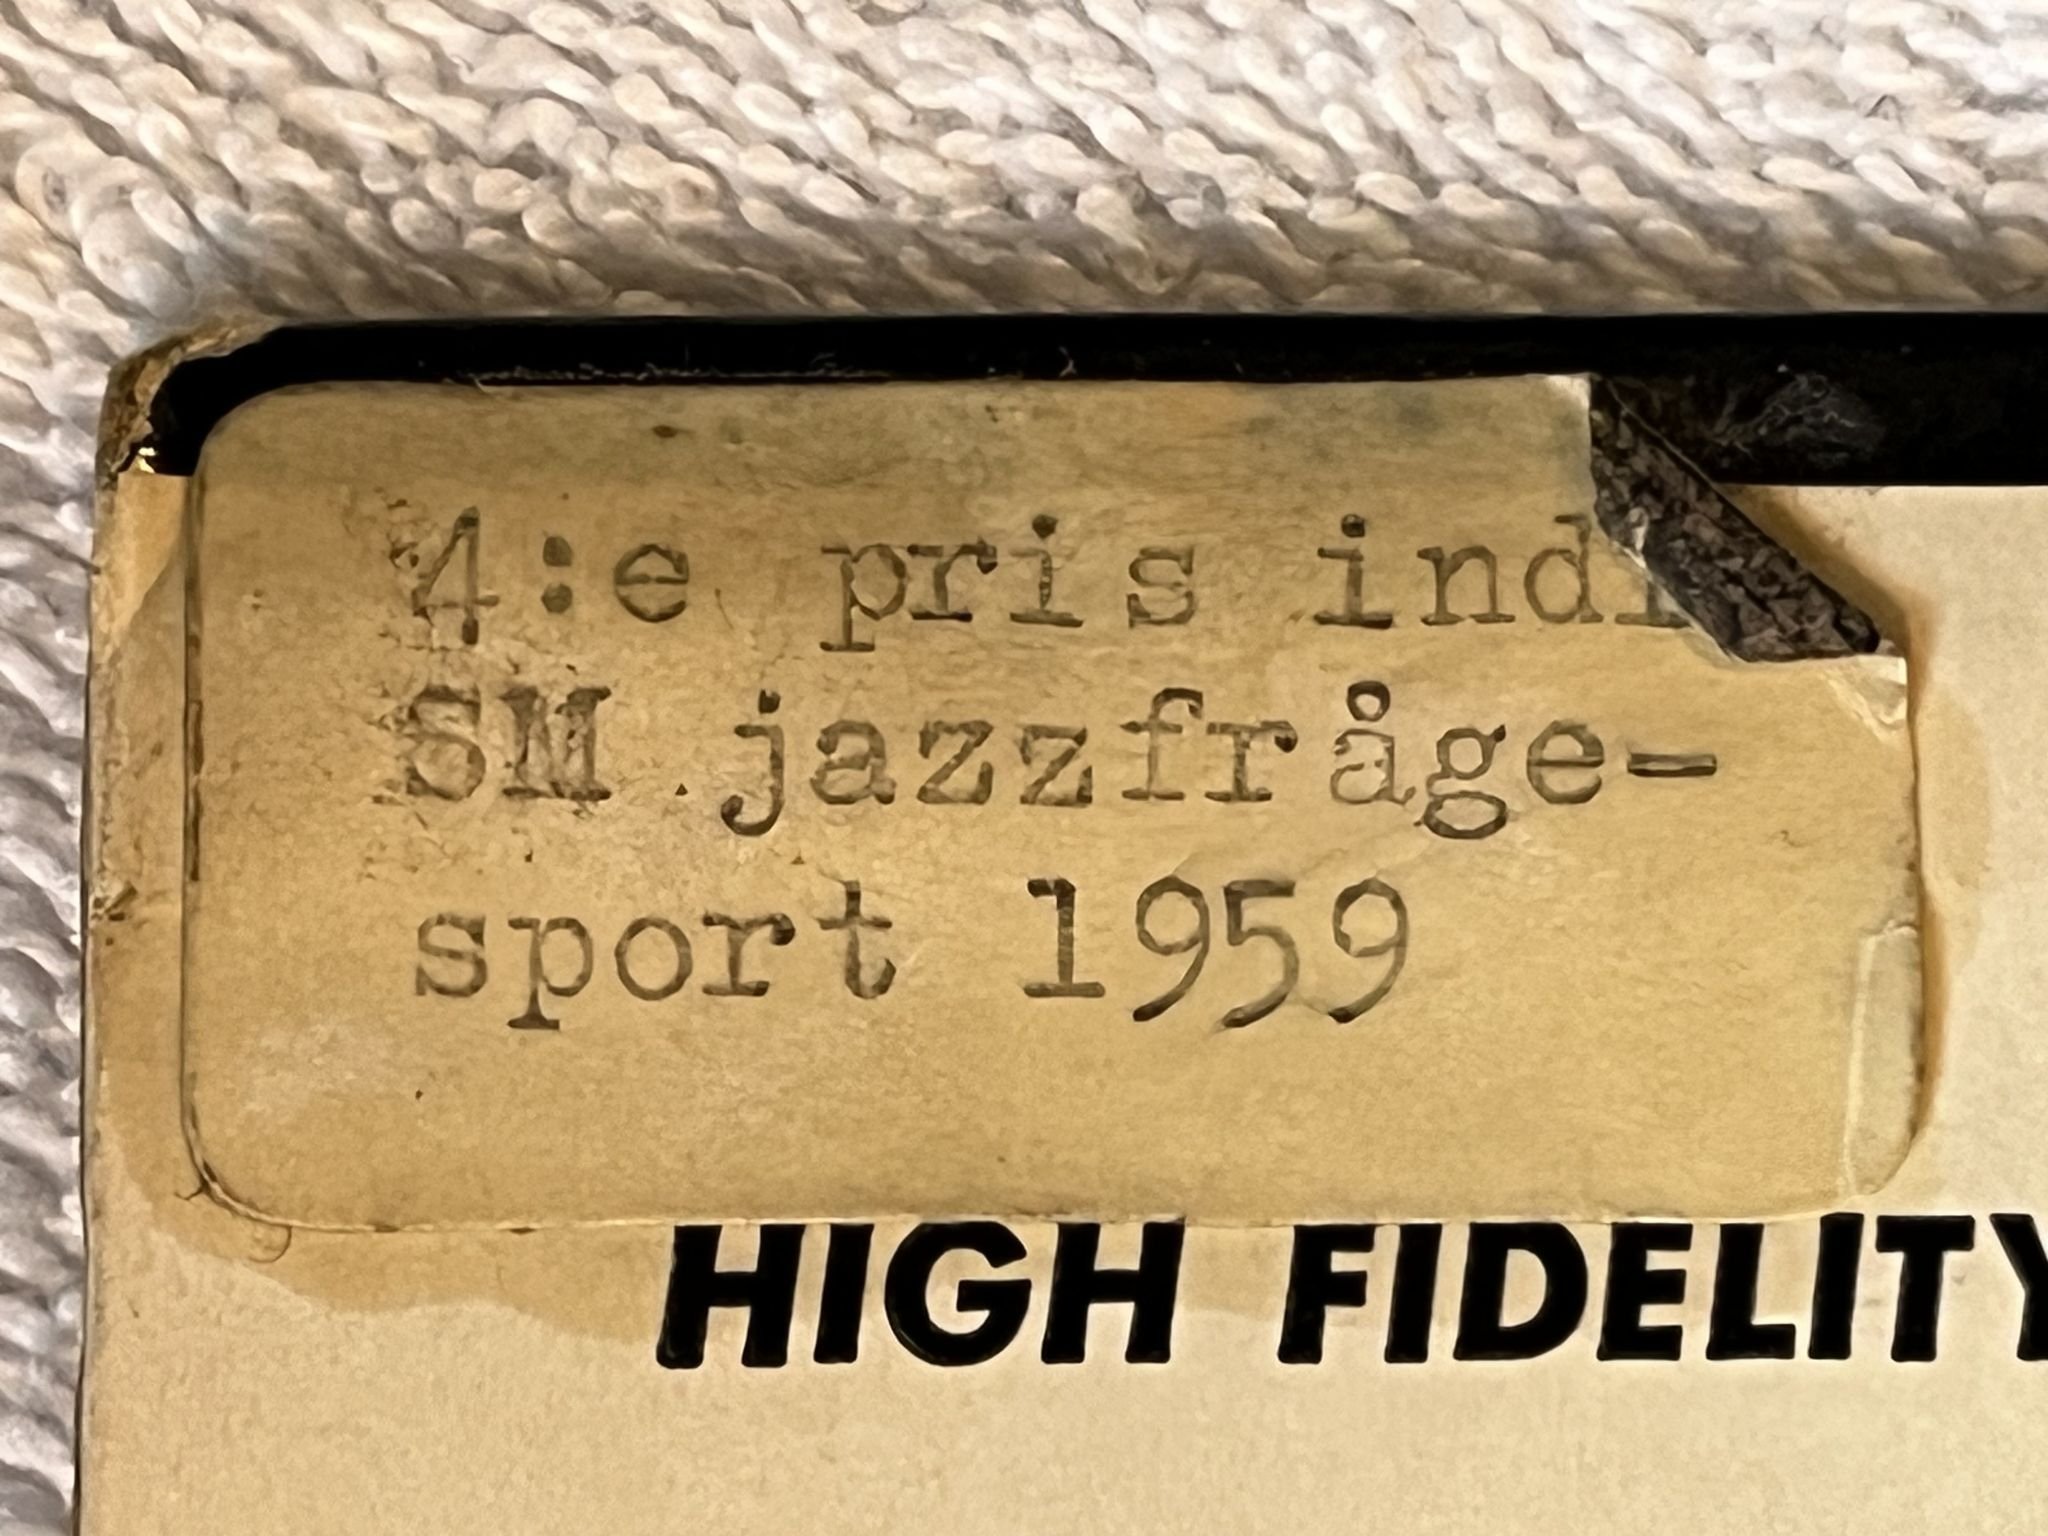 4:e pris indi
SM jazzfråge-
sport 1959
HIGH FIDELITY